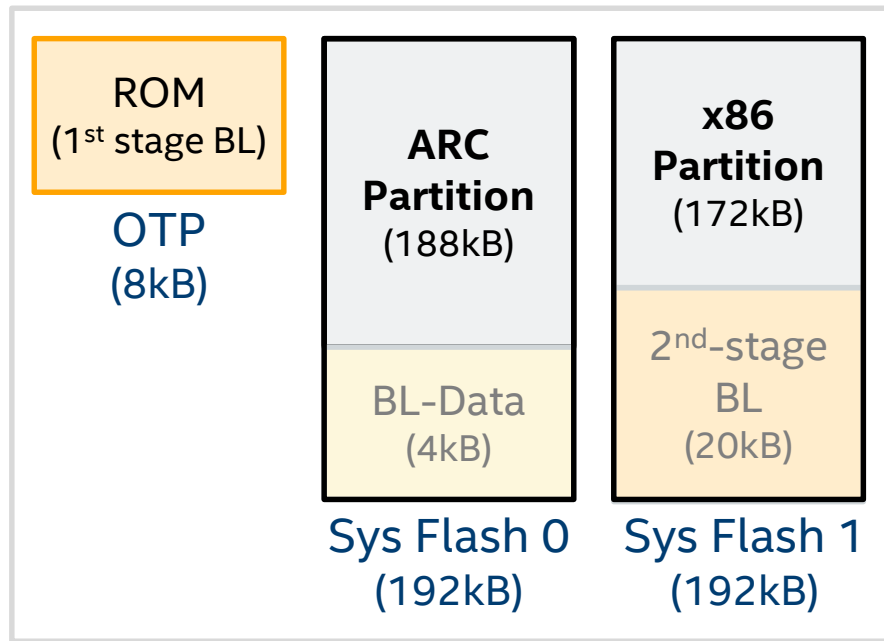 ROM
(1st stage BL)
OTP
(8kB)
ARC
Partition
(188kB)
BL-Data
(4kB)
Sys Flash 0
(192kB)
x86
Partition
(172kB)
2nd-stage
BL
(20kB)
Sys Flash 1
(192kB)